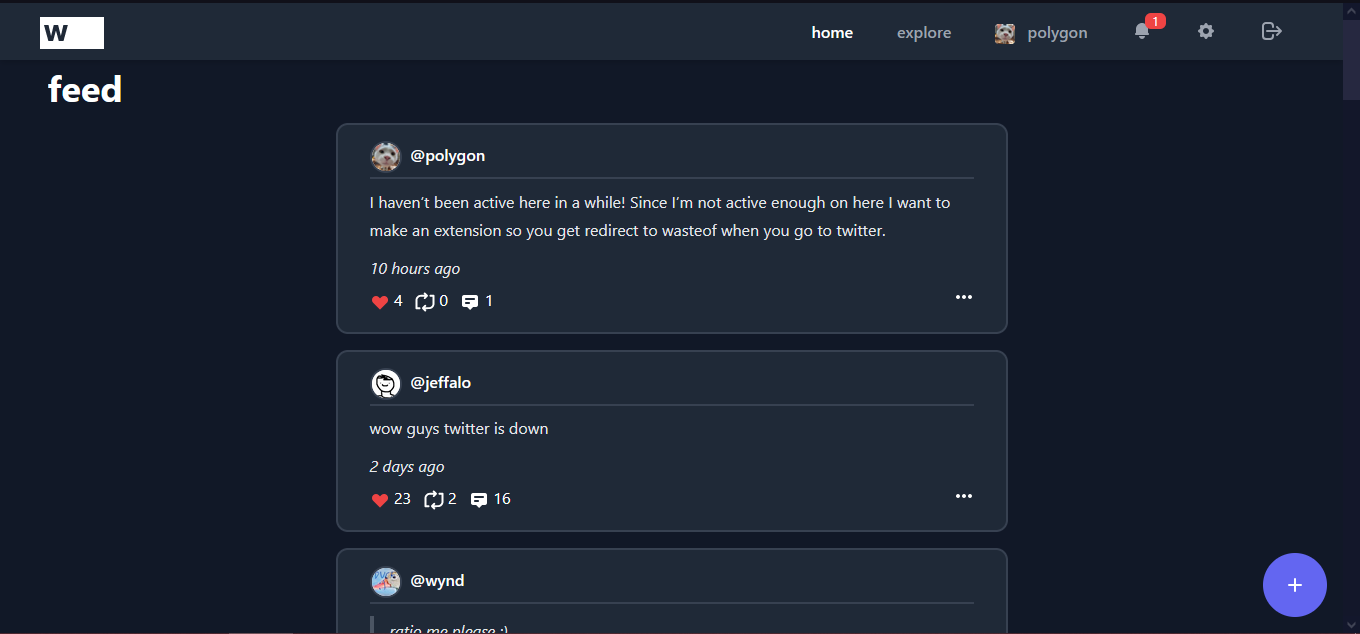 W
home explore polygon 1
feed
@polygon
I haven't been active here in a while! Since I'm not active enough on here I want to
make an extension so you get redirect to wasteof when you go to twitter.
10 hours ago
4 0 1
@jeffalo
wow guys twitter is down
2 days ago
23 2 16
@wynd
ratio me please :)